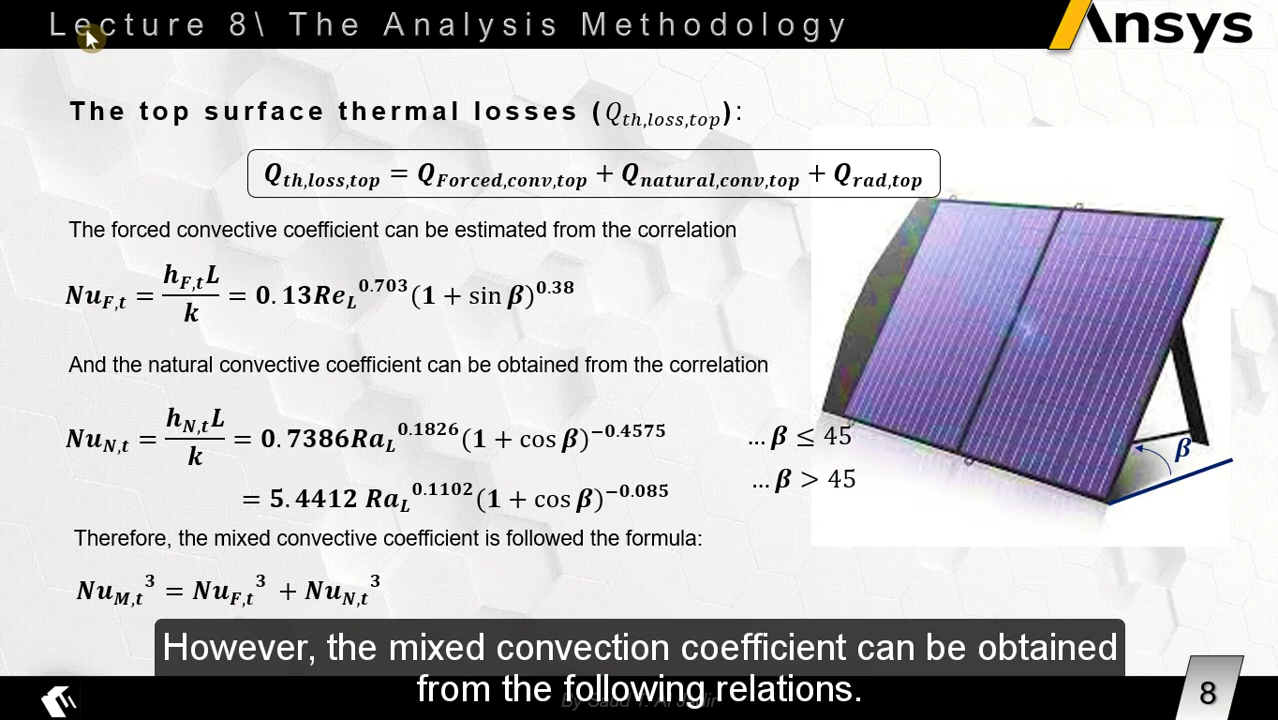 Lecture 8\ The Analysis Methodology
Ansys
The top surface thermal losses (Q_th,loss,top):
Q_th,loss,top = Q_Forced,conv,top + Q_natural,conv,top + Q_rad,top
The forced convective coefficient can be estimated from the correlation
Nu_F,t = h_F,t L / k = 0.13Re_L^0.703 (1 + sin β)^0.38
And the natural convective coefficient can be obtained from the correlation
Nu_N,t = h_N,t L / k = 0.7386Ra_L^0.1826 (1 + cos β)^−0.4575 ... β ≤ 45
= 5.4412 Ra_L^0.1102 (1 + cos β)^−0.085 ... β > 45
β
Therefore, the mixed convective coefficient is followed the formula:
Nu_M,t^3 = Nu_F,t^3 + Nu_N,t^3
However, the mixed convection coefficient can be obtained
from the following relations.
8